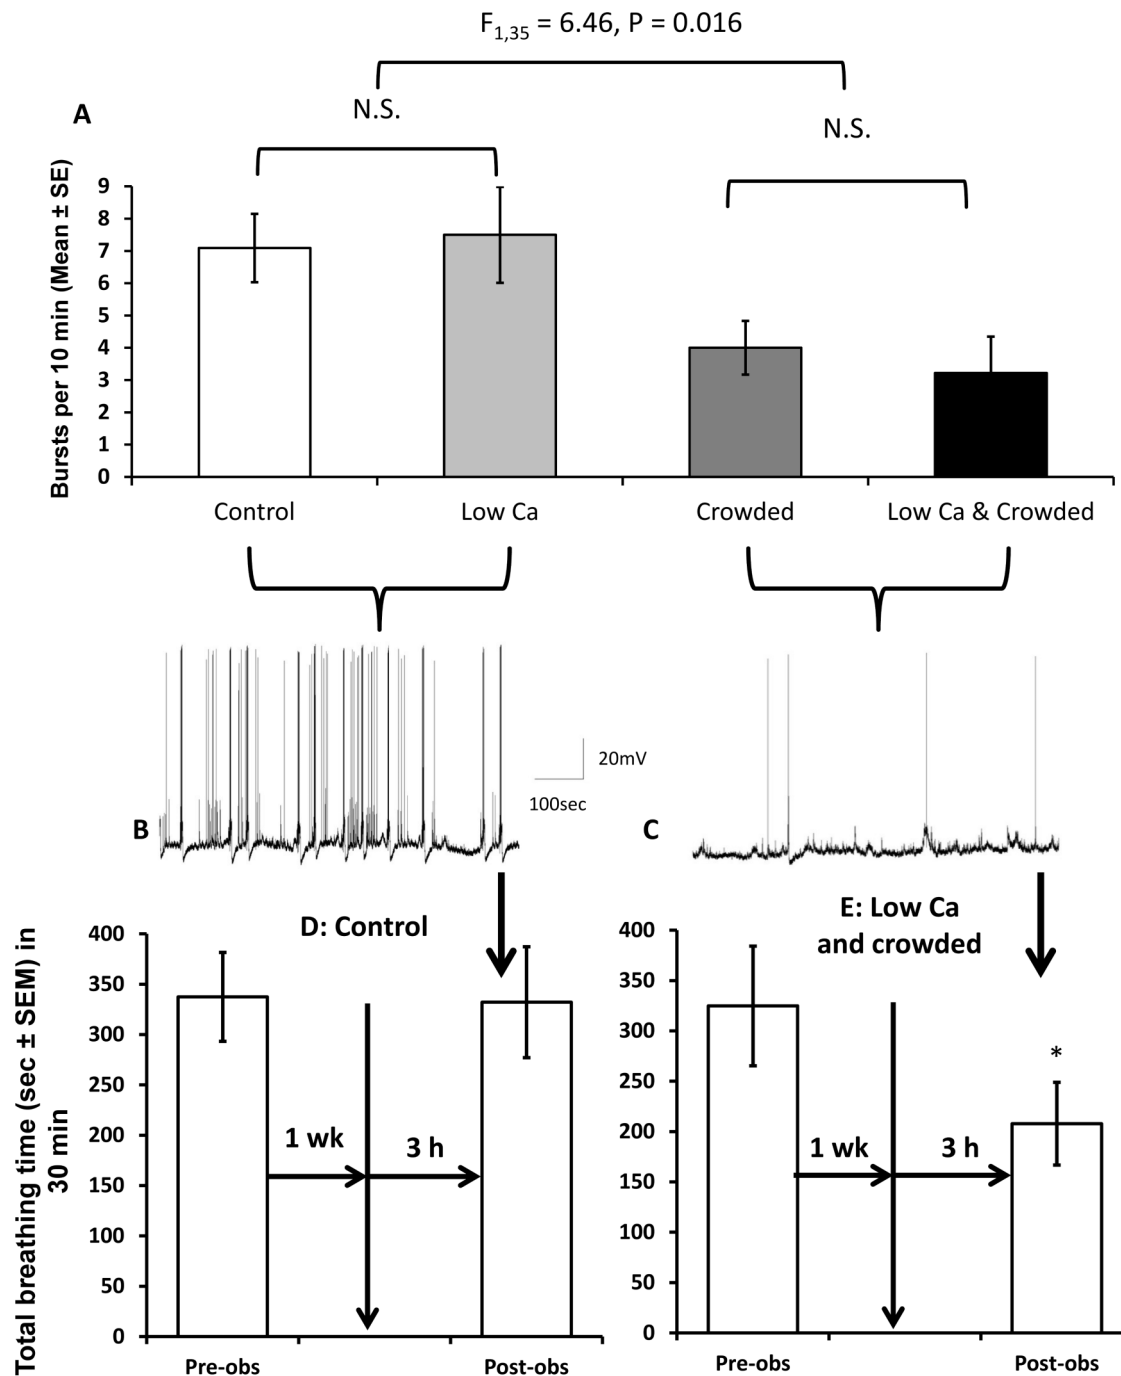 F1,35 = 6.46, P = 0.016
A
N.S.
N.S.
Bursts per 10 min (Mean ± SE)
9
8
7
6
5
4
3
2
1
0
Control
Low Ca
Crowded
Low Ca & Crowded
20mV
100sec
B
C
D: Control
E: Low Ca
and crowded
Total breathing time (sec ± SEM) in
30 min
400
350
300
250
200
150
100
50
0
1 wk
3 h
Pre-obs
Post-obs
400
350
300
250
200
150
100
50
0
1 wk
3 h
*
Pre-obs
Post-obs